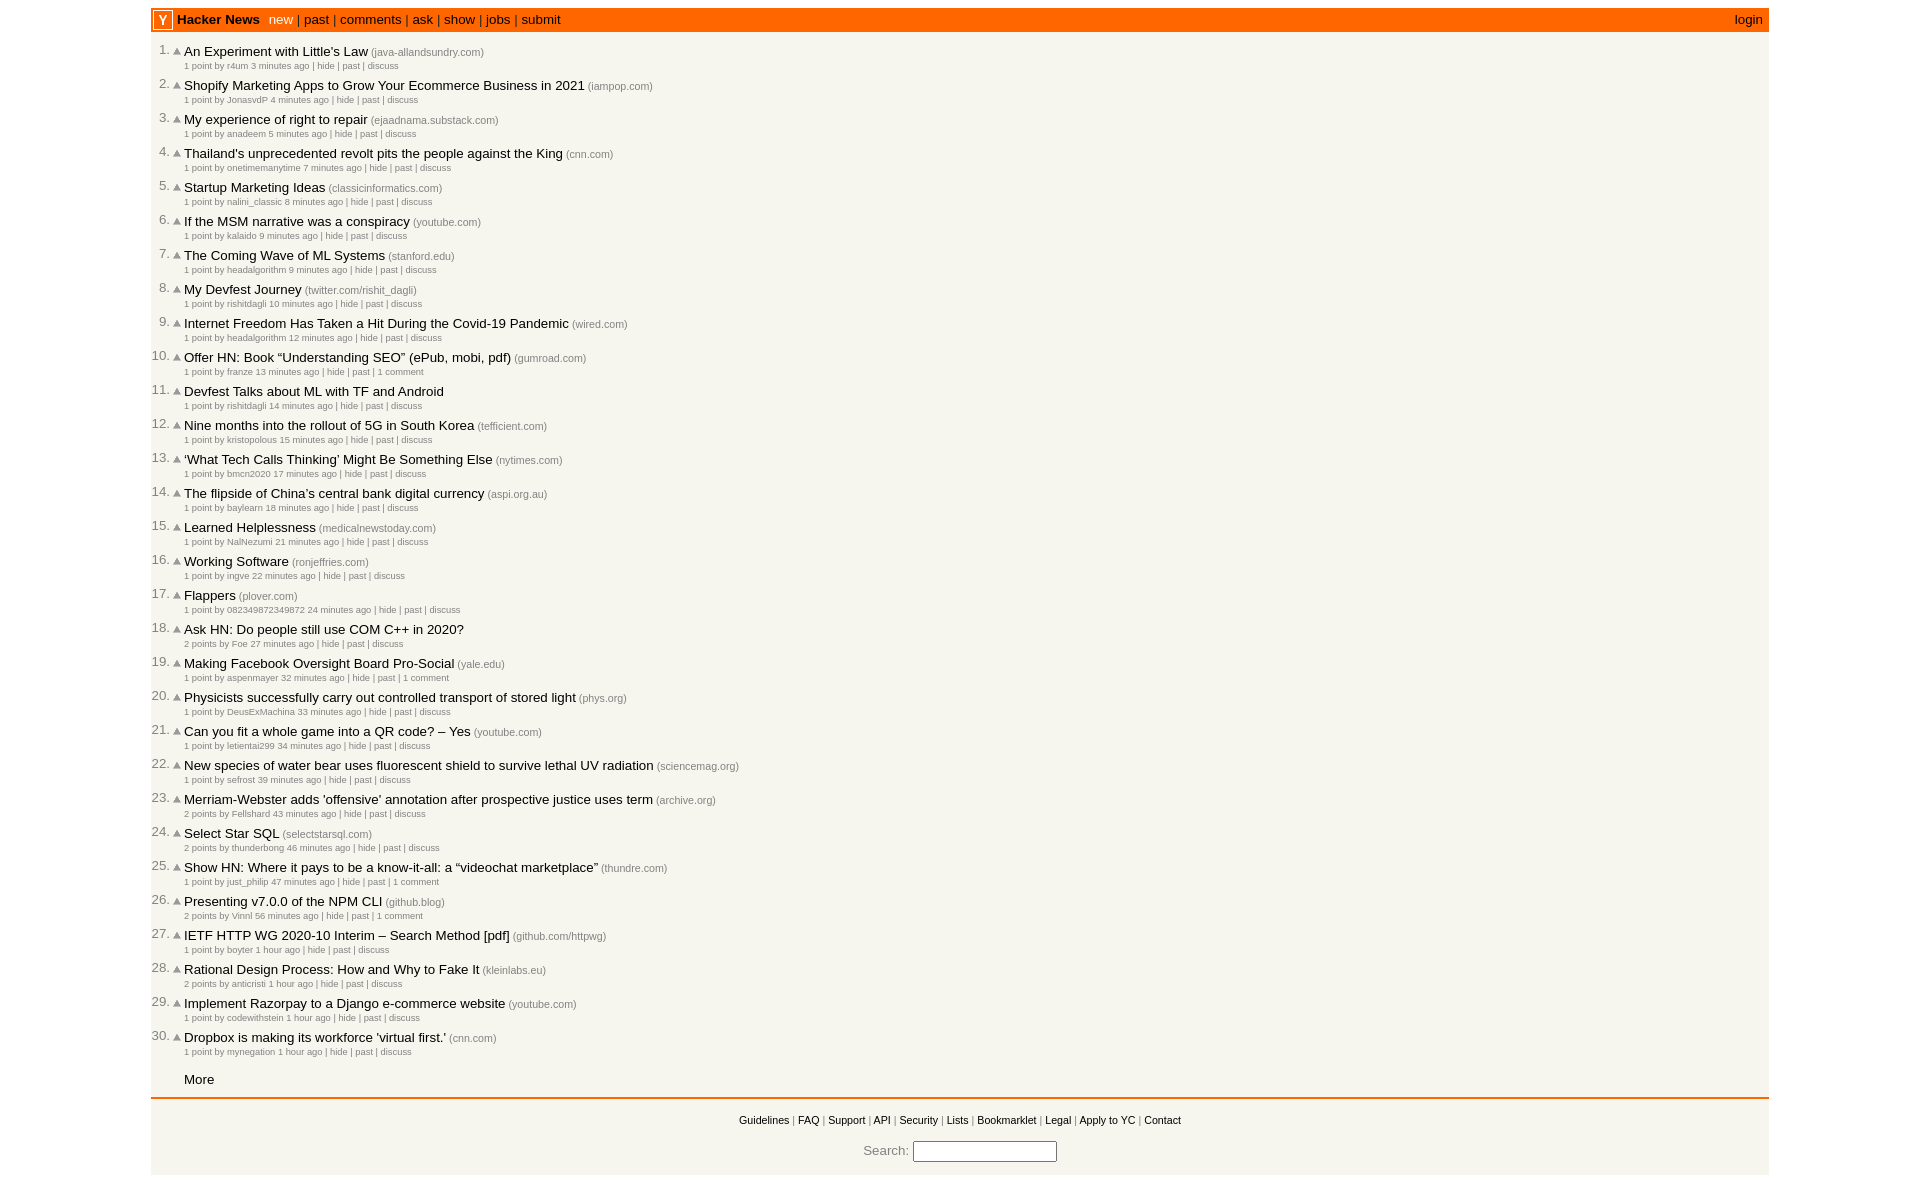 Y Hacker News new | past | comments | ask | show | jobs | submit login
1. An Experiment with Little's Law (java-allandsundry.com)
1 point by r4um 3 minutes ago | hide | past | discuss
2. Shopify Marketing Apps to Grow Your Ecommerce Business in 2021 (iampop.com)
1 point by JonasvdP 4 minutes ago | hide | past | discuss
3. My experience of right to repair (ejaadnama.substack.com)
1 point by anadeem 5 minutes ago | hide | past | discuss
4. Thailand's unprecedented revolt pits the people against the King (cnn.com)
1 point by onetimemanytime 7 minutes ago | hide | past | discuss
5. Startup Marketing Ideas (classicinformatics.com)
1 point by nalini_classic 8 minutes ago | hide | past | discuss
6. If the MSM narrative was a conspiracy (youtube.com)
1 point by kalaido 9 minutes ago | hide | past | discuss
7. The Coming Wave of ML Systems (stanford.edu)
1 point by headalgorithm 9 minutes ago | hide | past | discuss
8. My Devfest Journey (twitter.com/rishit_dagli)
1 point by rishitdagli 10 minutes ago | hide | past | discuss
9. Internet Freedom Has Taken a Hit During the Covid-19 Pandemic (wired.com)
1 point by headalgorithm 12 minutes ago | hide | past | discuss
10. Offer HN: Book “Understanding SEO” (ePub, mobi, pdf) (gumroad.com)
1 point by franze 13 minutes ago | hide | past | 1 comment
11. Devfest Talks about ML with TF and Android
1 point by rishitdagli 14 minutes ago | hide | past | discuss
12. Nine months into the rollout of 5G in South Korea (tefficient.com)
1 point by kristopolous 15 minutes ago | hide | past | discuss
13. ‘What Tech Calls Thinking’ Might Be Something Else (nytimes.com)
1 point by bmcn2020 17 minutes ago | hide | past | discuss
14. The flipside of China’s central bank digital currency (aspi.org.au)
1 point by baylearn 18 minutes ago | hide | past | discuss
15. Learned Helplessness (medicalnewstoday.com)
1 point by NalNezumi 21 minutes ago | hide | past | discuss
16. Working Software (ronjeffries.com)
1 point by ingve 22 minutes ago | hide | past | discuss
17. Flappers (plover.com)
1 point by 082349872349872 24 minutes ago | hide | past | discuss
18. Ask HN: Do people still use COM C++ in 2020?
2 points by Foe 27 minutes ago | hide | past | discuss
19. Making Facebook Oversight Board Pro-Social (yale.edu)
1 point by aspenmayer 32 minutes ago | hide | past | 1 comment
20. Physicists successfully carry out controlled transport of stored light (phys.org)
1 point by DeusExMachina 33 minutes ago | hide | past | discuss
21. Can you fit a whole game into a QR code? – Yes (youtube.com)
1 point by letientai299 34 minutes ago | hide | past | discuss
22. New species of water bear uses fluorescent shield to survive lethal UV radiation (sciencemag.org)
1 point by sefrost 39 minutes ago | hide | past | discuss
23. Merriam-Webster adds 'offensive' annotation after prospective justice uses term (archive.org)
2 points by Fellshard 43 minutes ago | hide | past | discuss
24. Select Star SQL (selectstarsql.com)
2 points by thunderbong 46 minutes ago | hide | past | discuss
25. Show HN: Where it pays to be a know-it-all: a “videochat marketplace” (thundre.com)
1 point by just_philip 47 minutes ago | hide | past | 1 comment
26. Presenting v7.0.0 of the NPM CLI (github.blog)
2 points by Vinnl 56 minutes ago | hide | past | 1 comment
27. IETF HTTP WG 2020-10 Interim – Search Method [pdf] (github.com/httpwg)
1 point by boyter 1 hour ago | hide | past | discuss
28. Rational Design Process: How and Why to Fake It (kleinlabs.eu)
2 points by anticristi 1 hour ago | hide | past | discuss
29. Implement Razorpay to a Django e-commerce website (youtube.com)
1 point by codewithstein 1 hour ago | hide | past | discuss
30. Dropbox is making its workforce 'virtual first.' (cnn.com)
1 point by mynegation 1 hour ago | hide | past | discuss
More
Guidelines | FAQ | Support | API | Security | Lists | Bookmarklet | Legal | Apply to YC | Contact
Search: